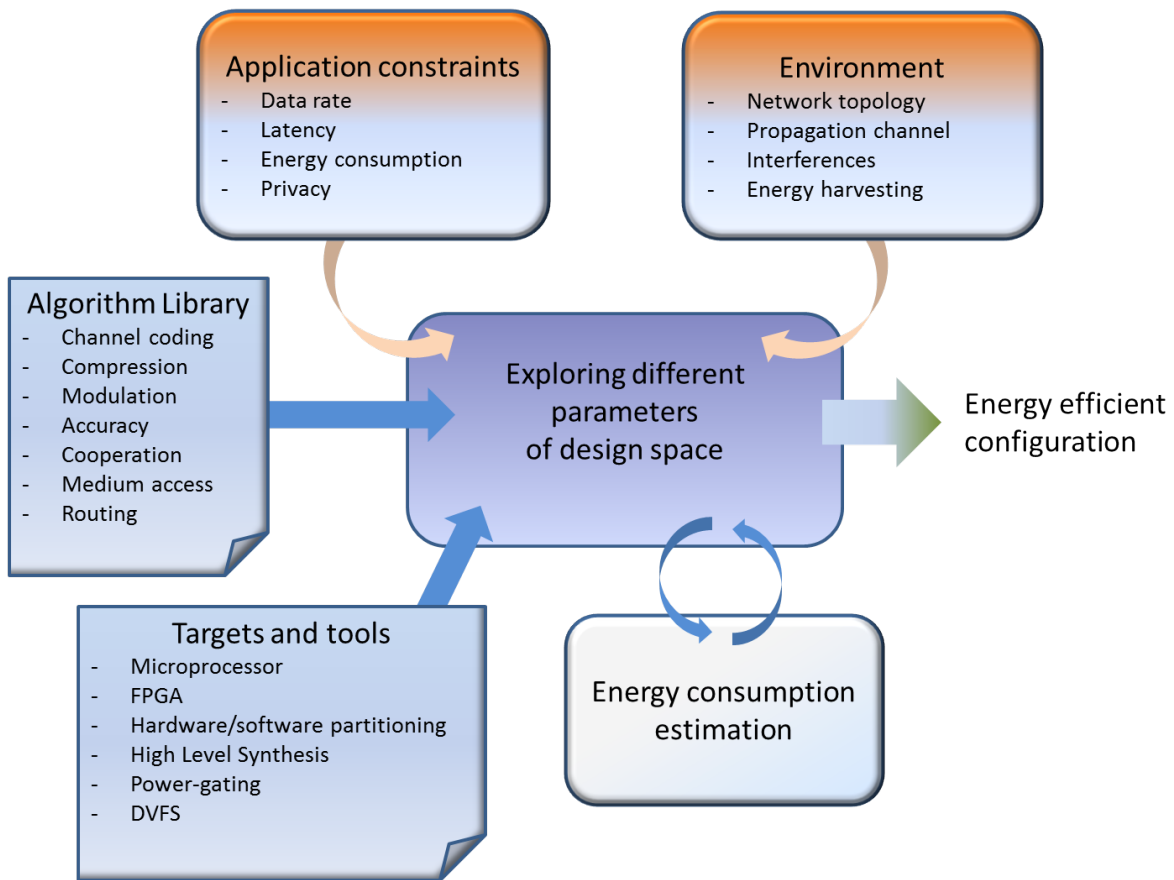 Application constraints
- Data rate
- Latency
- Energy consumption
- Privacy
Environment
- Network topology
- Propagation channel
- Interferences
- Energy harvesting
Algorithm Library
- Channel coding
- Compression
- Modulation
- Accuracy
- Cooperation
- Medium access
- Routing
Exploring different
parameters
of design space
Energy efficient
configuration
Targets and tools
- Microprocessor
- FPGA
- Hardware/software partitioning
- High Level Synthesis
- Power-gating
- DVFS
Energy consumption
estimation